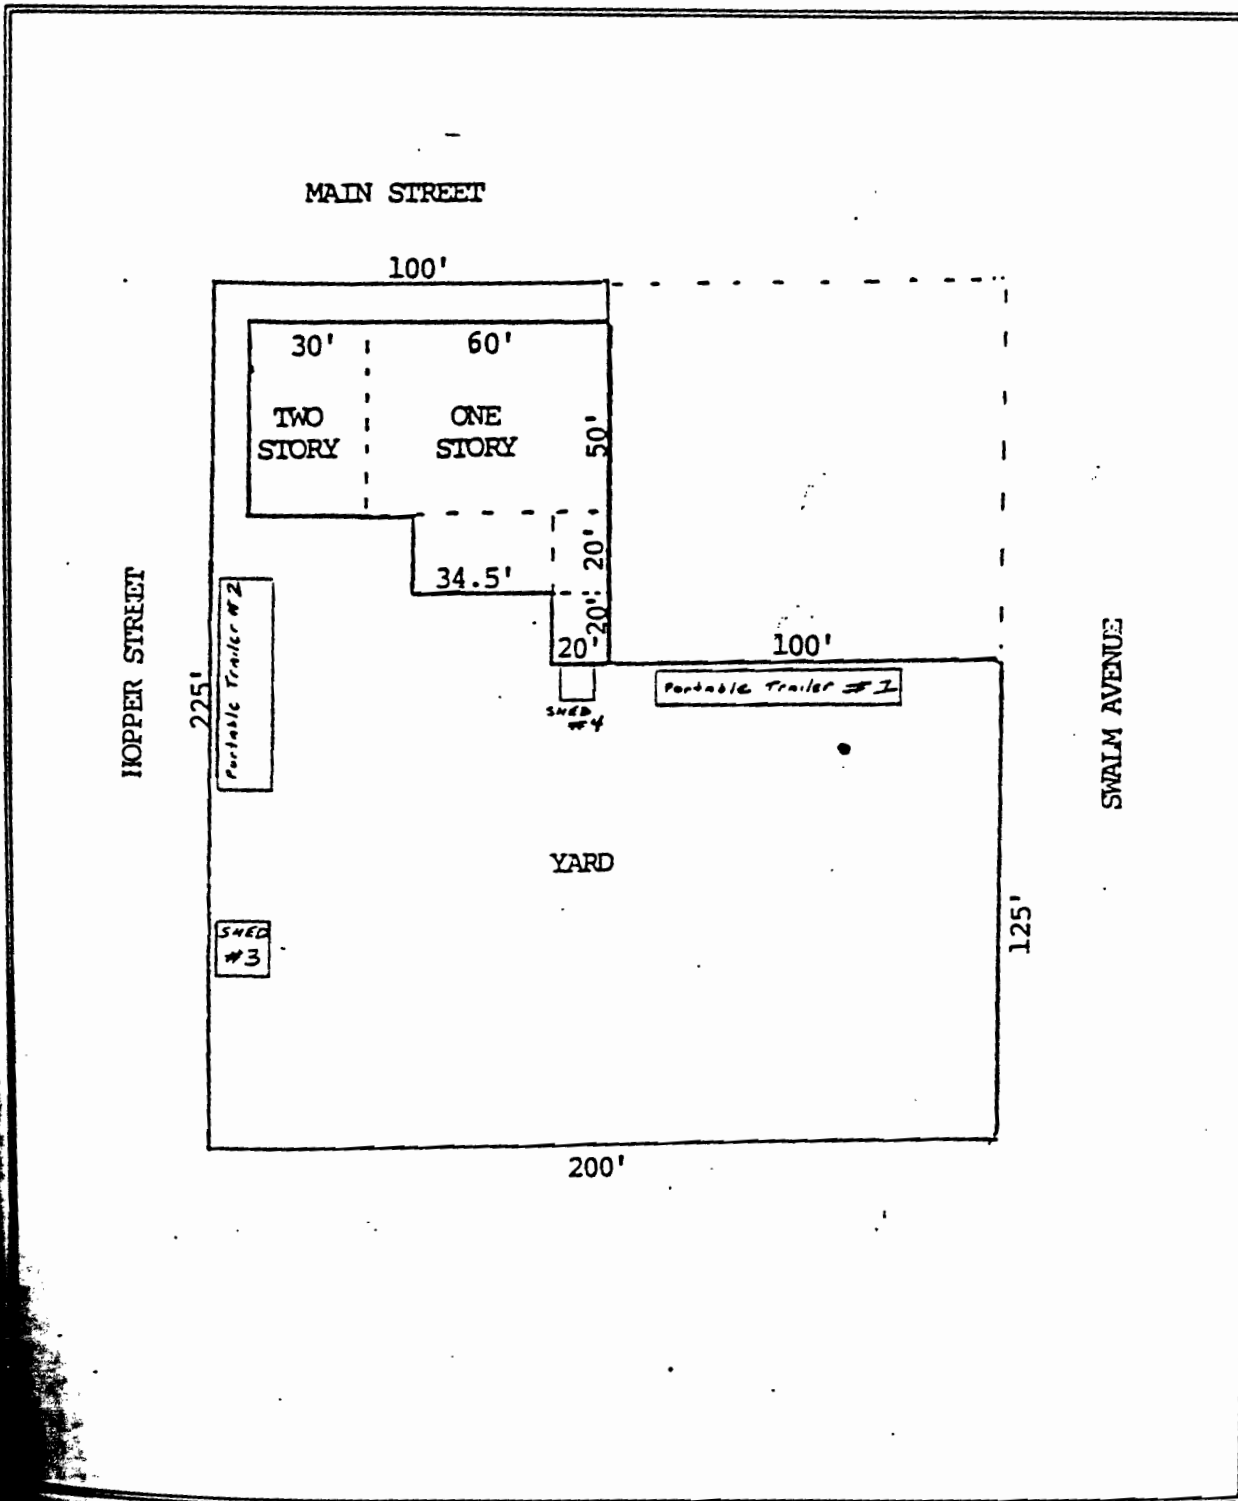 MAIN STREET
100'
30'
60'
TWO
STORY
ONE
STORY
50'
20'
34.5'
20'
20'
100'
Portable Trailer #1
SHED
#4
Portable Trailer #2
HOPPER STREET
225'
SWALM AVENUE
YARD
SHED
#3
125'
200'